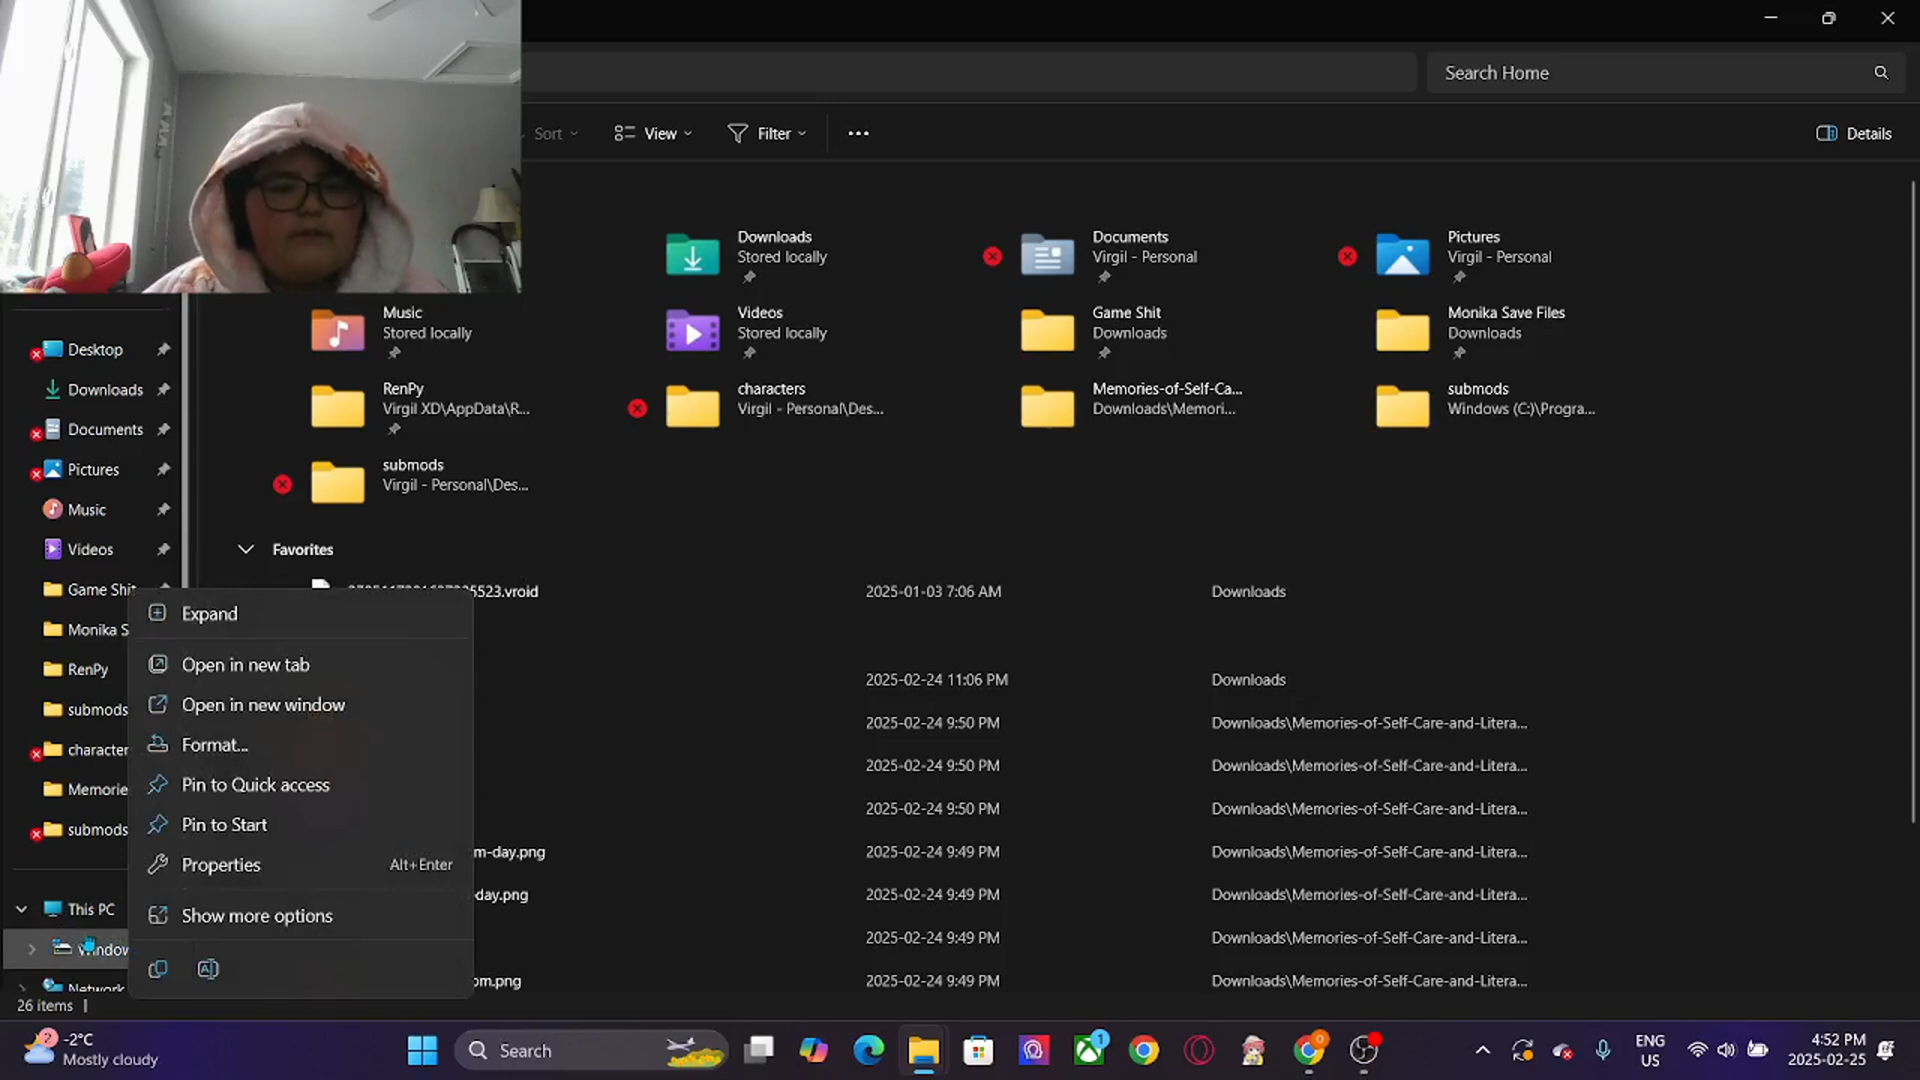 Search Home
Sort
View
Filter
Details
Downloads
Stored locally
Documents
Virgil - Personal
Pictures
Virgil - Personal
Music
Stored locally
Videos
Stored locally
Game Shit
Downloads
Monika Save Files
Downloads
RenPy
Virgil XD\AppData\R...
characters
Virgil - Personal\Des...
Memories-of-Self-Ca...
Downloads\Memori...
submods
Windows (C:)\Progra...
submods
Virgil - Personal\Des...
Favorites
5523.vroid
2025-01-03 7:06 AM
Downloads
2025-02-24 11:06 PM
Downloads
2025-02-24 9:50 PM
Downloads\Memories-of-Self-Care-and-Litera...
2025-02-24 9:50 PM
Downloads\Memories-of-Self-Care-and-Litera...
2025-02-24 9:50 PM
Downloads\Memories-of-Self-Care-and-Litera...
m-day.png
2025-02-24 9:49 PM
Downloads\Memories-of-Self-Care-and-Litera...
day.png
2025-02-24 9:49 PM
Downloads\Memories-of-Self-Care-and-Litera...
2025-02-24 9:49 PM
Downloads\Memories-of-Self-Care-and-Litera...
om.png
2025-02-24 9:49 PM
Downloads\Memories-of-Self-Care-and-Litera...
Desktop
Downloads
Documents
Pictures
Music
Videos
Game Shit
Monika S
RenPy
submods
character
Memorie
submods
This PC
Window
Network
26 items
Expand
Open in new tab
Open in new window
Format...
Pin to Quick access
Pin to Start
Properties
Alt+Enter
Show more options
2
-2°C
Mostly cloudy
Search
1
0
ENG
US
4:52 PM
2025-02-25